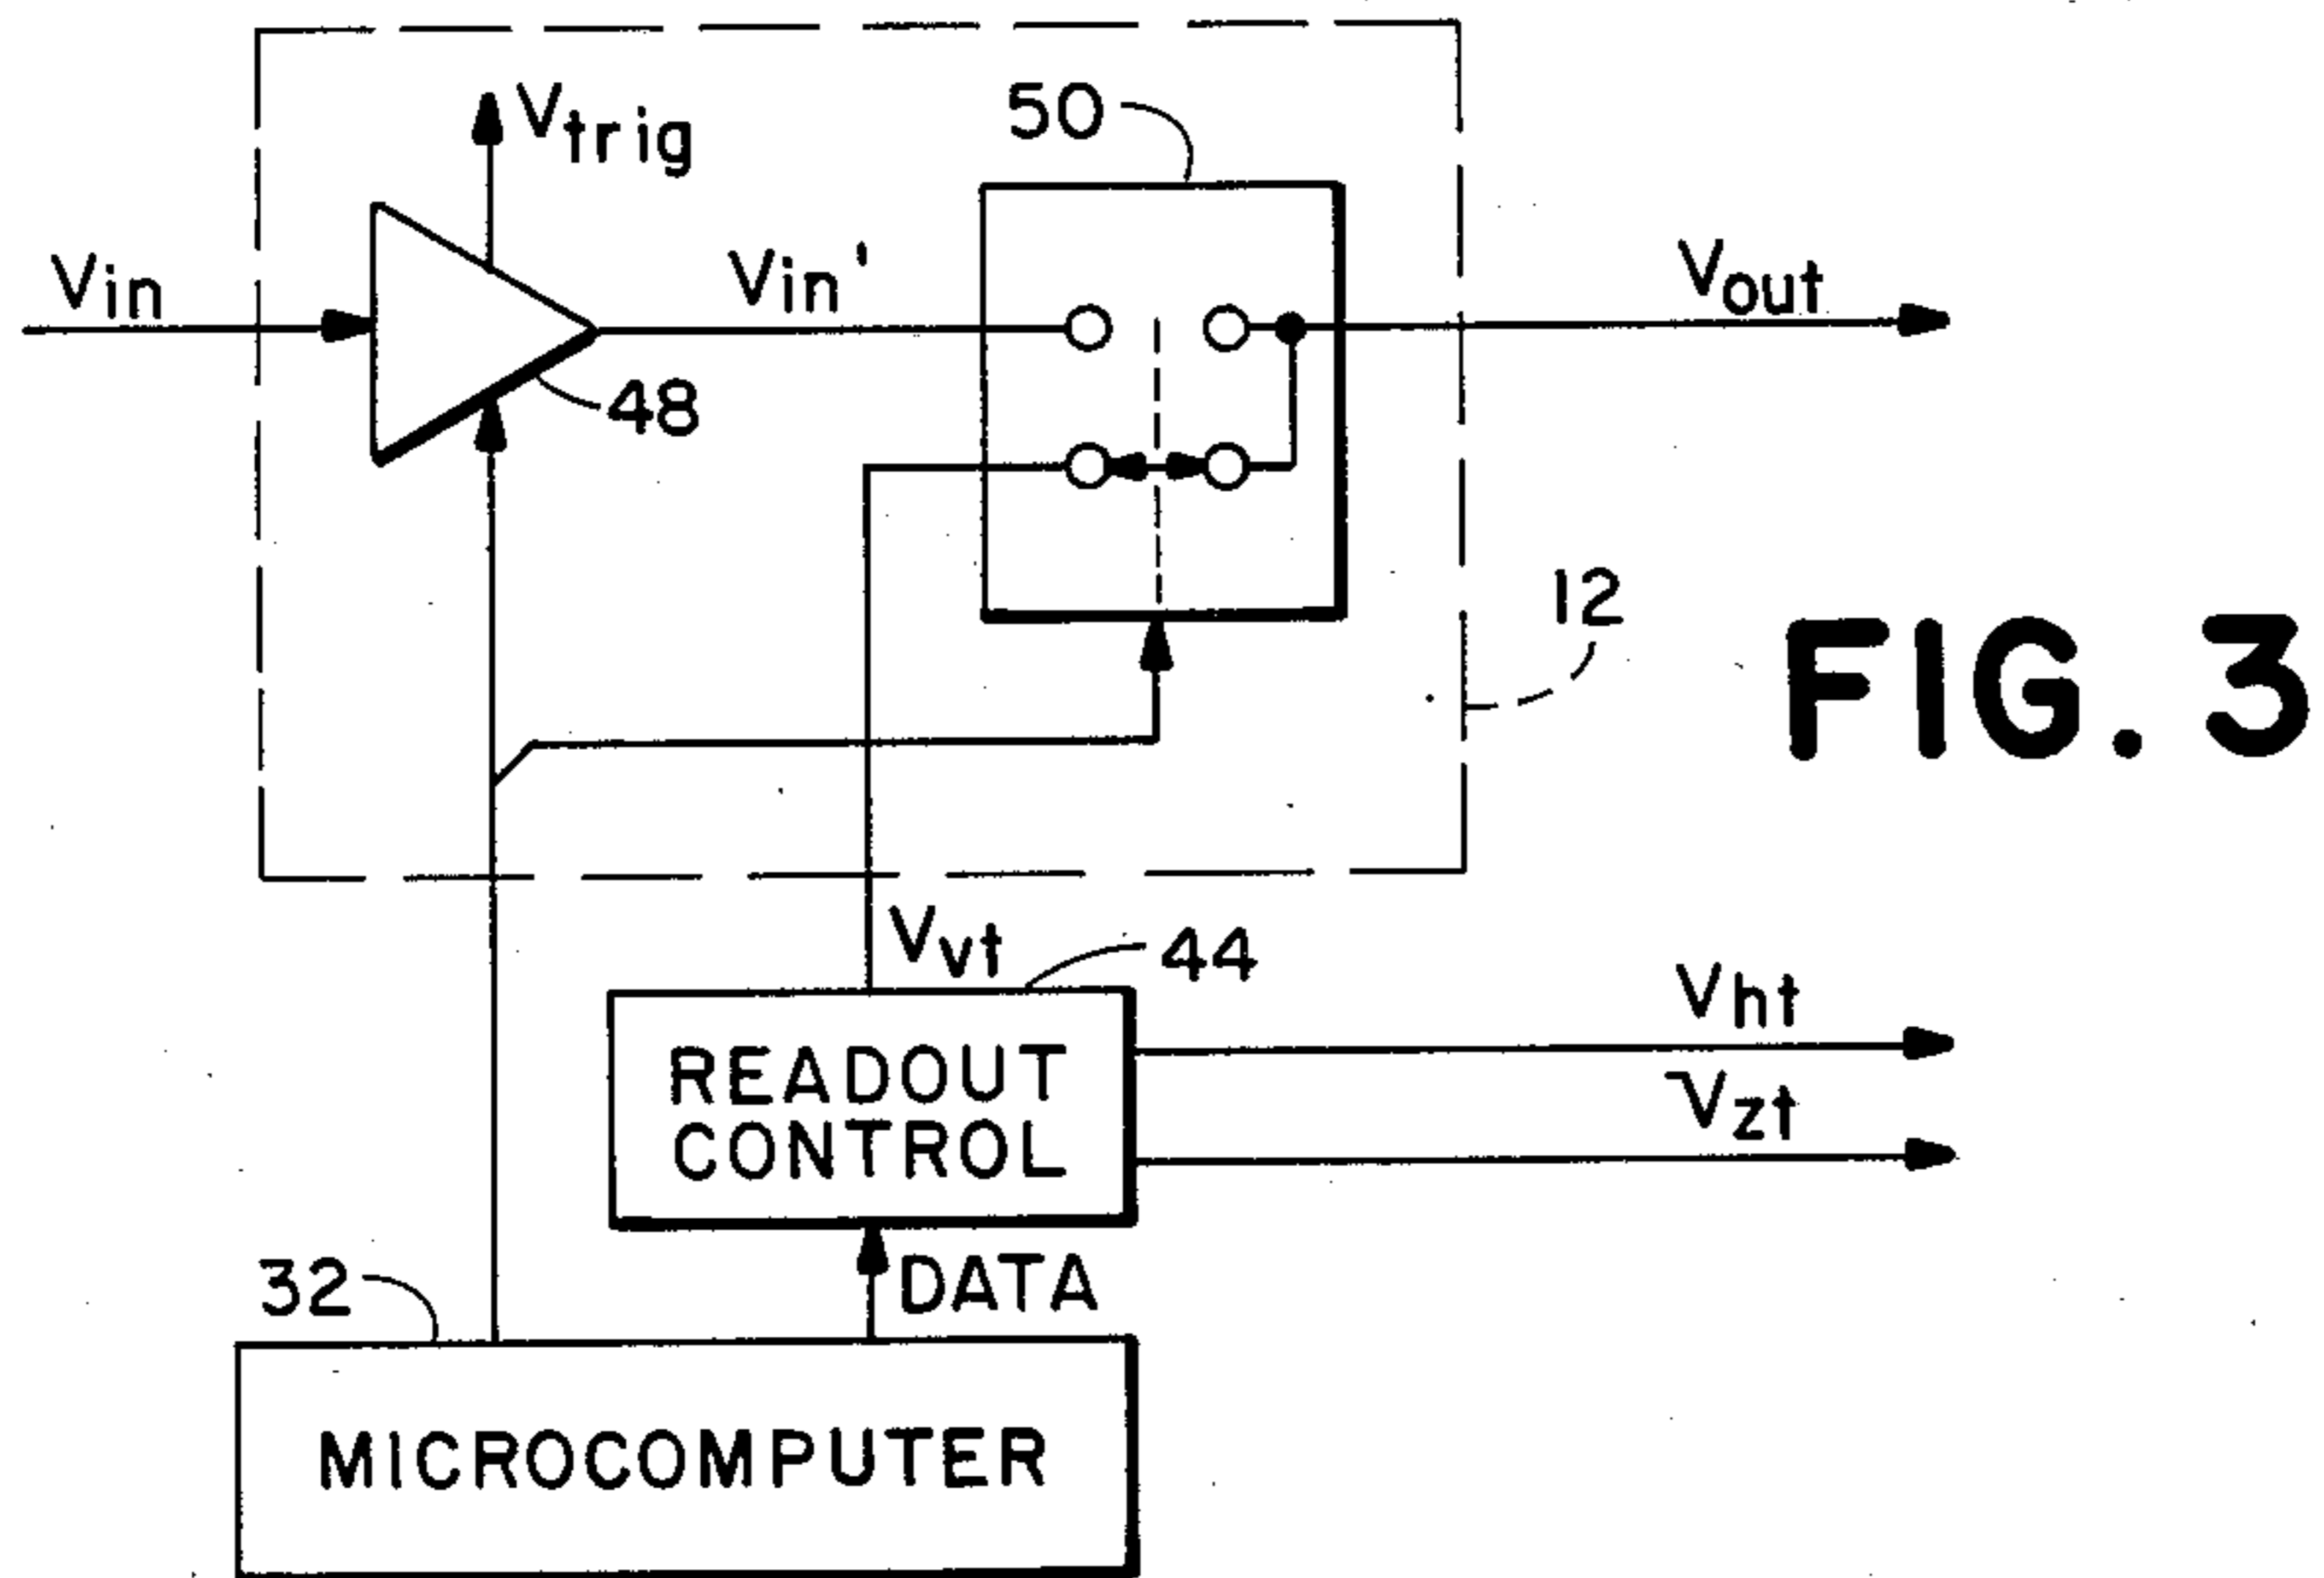 Vtrig
50
Vin
Vin'
Vout
48
12
FIG. 3
Vvt
44
Vht
READOUT
CONTROL
Vzt
32
DATA
MICROCOMPUTER